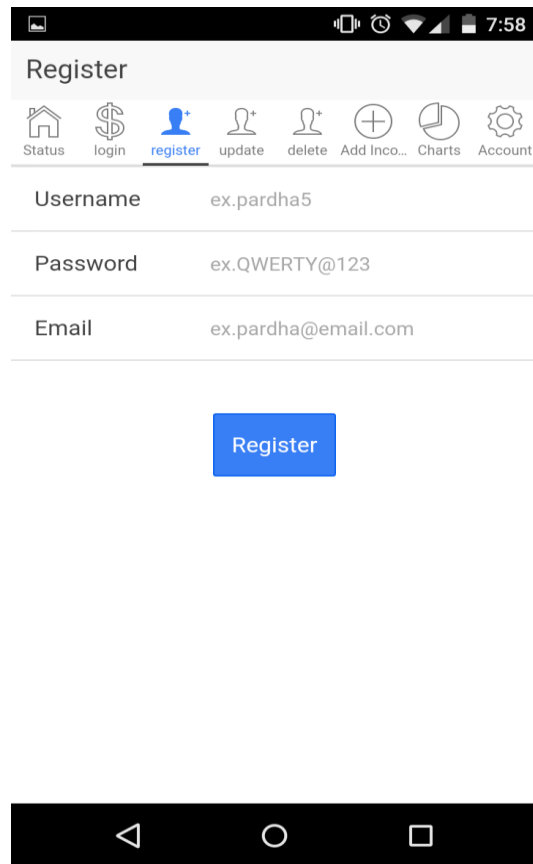 7:58
Register
Status login register update delete Add Inco... Charts Account
Username ex.pardha5
Password ex.QWERTY@123
Email ex.pardha@email.com
Register